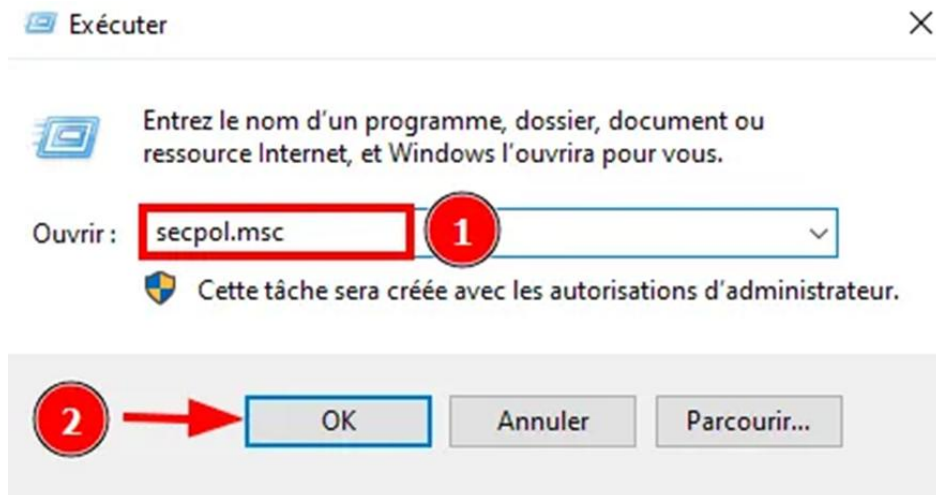 Exécuter
Entrez le nom d'un programme, dossier, document ou
ressource Internet, et Windows l'ouvrira pour vous.
Ouvrir : secpol.msc 1
Cette tâche sera créée avec les autorisations d'administrateur.
2 OK Annuler Parcourir...